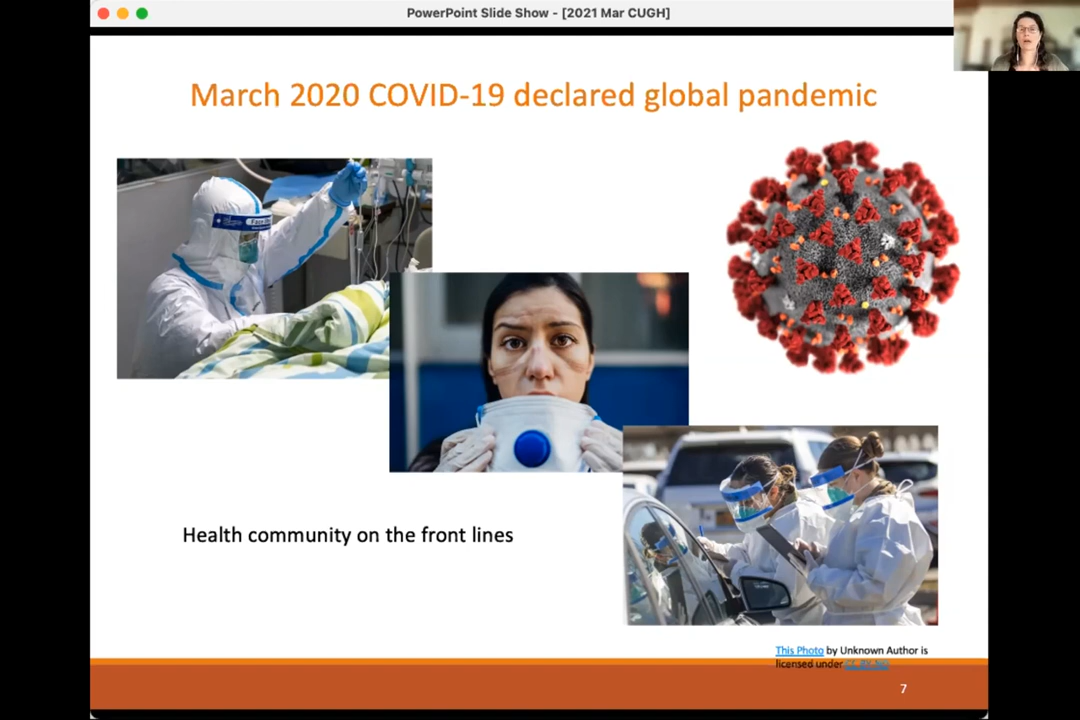 PowerPoint Slide Show - [2021 Mar CUGH]
March 2020 COVID-19 declared global pandemic
Health community on the front lines
This Photo by Unknown Author is
licensed under
7